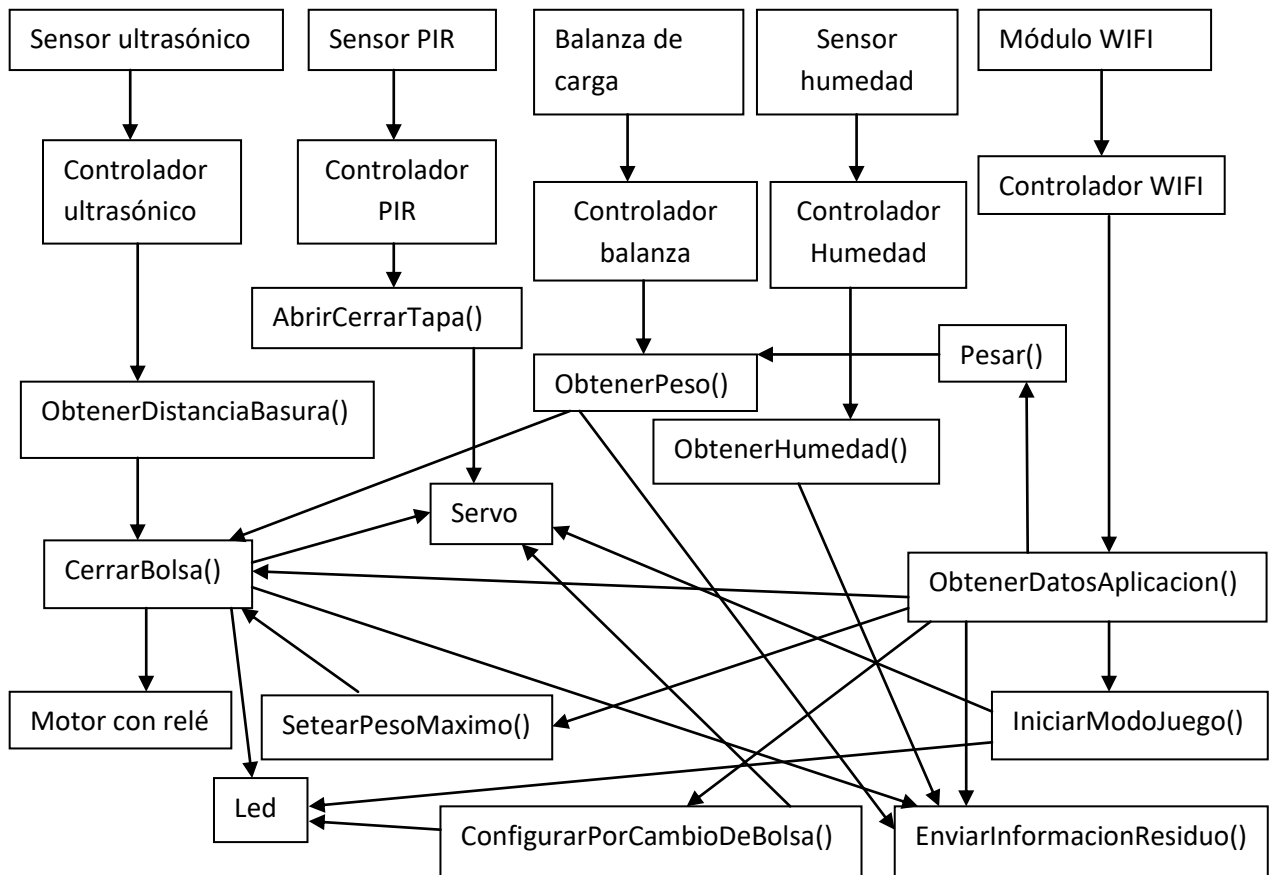 Sensor ultrasónico
Sensor PIR
Balanza de
carga
Sensor
humedad
Módulo WIFI
Controlador
ultrasónico
Controlador
PIR
Controlador
balanza
Controlador
Humedad
Controlador WIFI
AbrirCerrarTapa()
Pesar()
ObtenerPeso()
ObtenerDistanciaBasura()
ObtenerHumedad()
Servo
CerrarBolsa()
ObtenerDatosAplicacion()
Motor con relé
SetearPesoMaximo()
IniciarModoJuego()
Led
ConfigurarPorCambioDeBolsa()
EnviarInformacionResiduo()